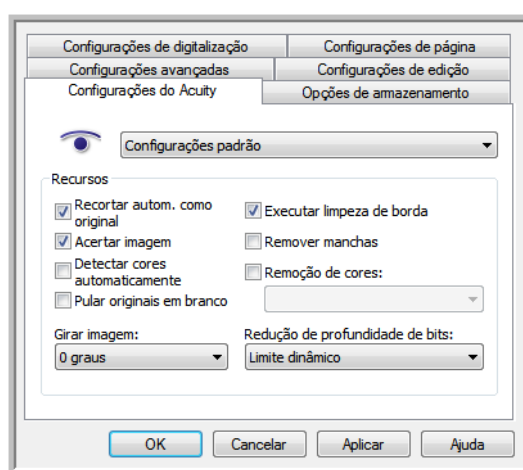 Configurações de digitalização
Configurações de página
Configurações avançadas
Configurações de edição
Configurações do Acuity
Opções de armazenamento
Configurações padrão
Recursos
Recortar autom. como
original
Executar limpeza de borda
Acertar imagem
Remover manchas
Detectar cores
automaticamente
Remoção de cores:
Pular originais em branco
Girar imagem:
Redução de profundidade de bits:
0 graus
Limite dinâmico
OK
Cancelar
Aplicar
Ajuda